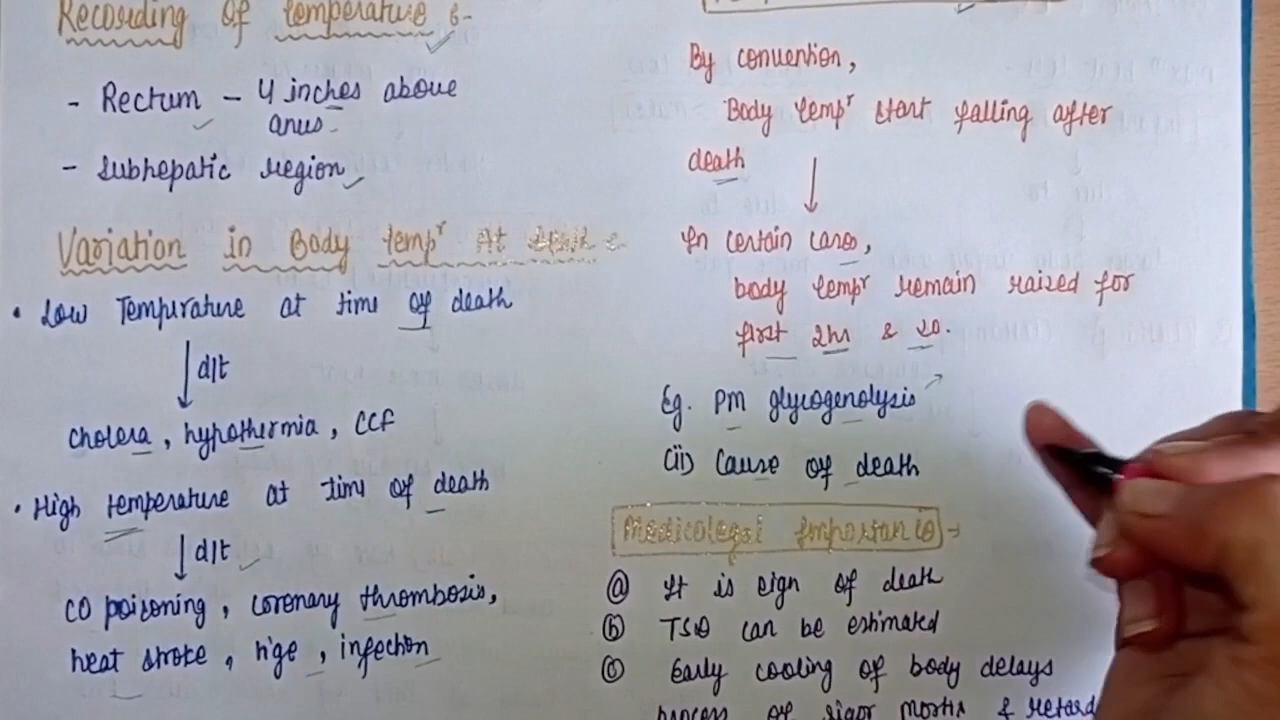 Recording of temperature :-
- Rectum - 4 inches above
anus.
- Subhepatic region
Variation in Body tempr At death :-
• Low Temperature at time of death
d/t
Cholera, hypothermia, CCF
• High temperature at time of death
d/t
CO poisoning, coronary thrombosis,
heat stroke, infection
By convention,
Body tempr start falling after
death
In certain cases,
body tempr remain raised for
first 2hr &
Eg. PM glycogenolysis
(ii) Cause of death
Medicolegal Importance :-
(a) It is sign of death
(b) TSD can be estimated
(c) Early cooling of body delays
process of rigor mortis & retard